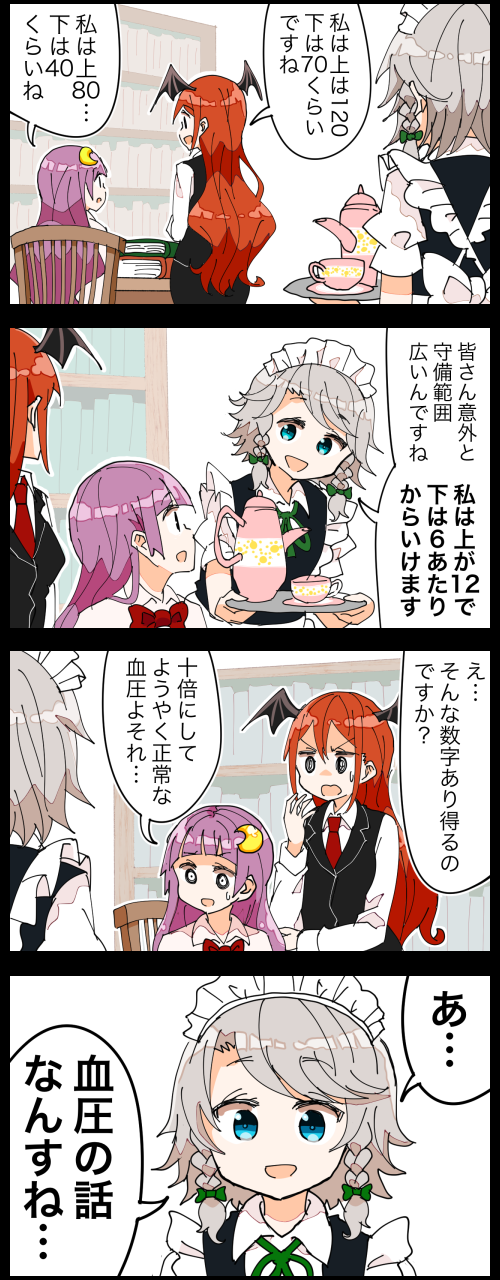 私は上は120
下は70くらい
ですね
私は上80…
下は40
くらいね
皆さん意外と
守備範囲
広いんですね
私は上が12で
下は6あたり
からいけます
え…
そんな数字あり得るの
ですか?
十倍にして
ようやく正常な
血圧よそれ…
あ…
血圧の話
なんすね…